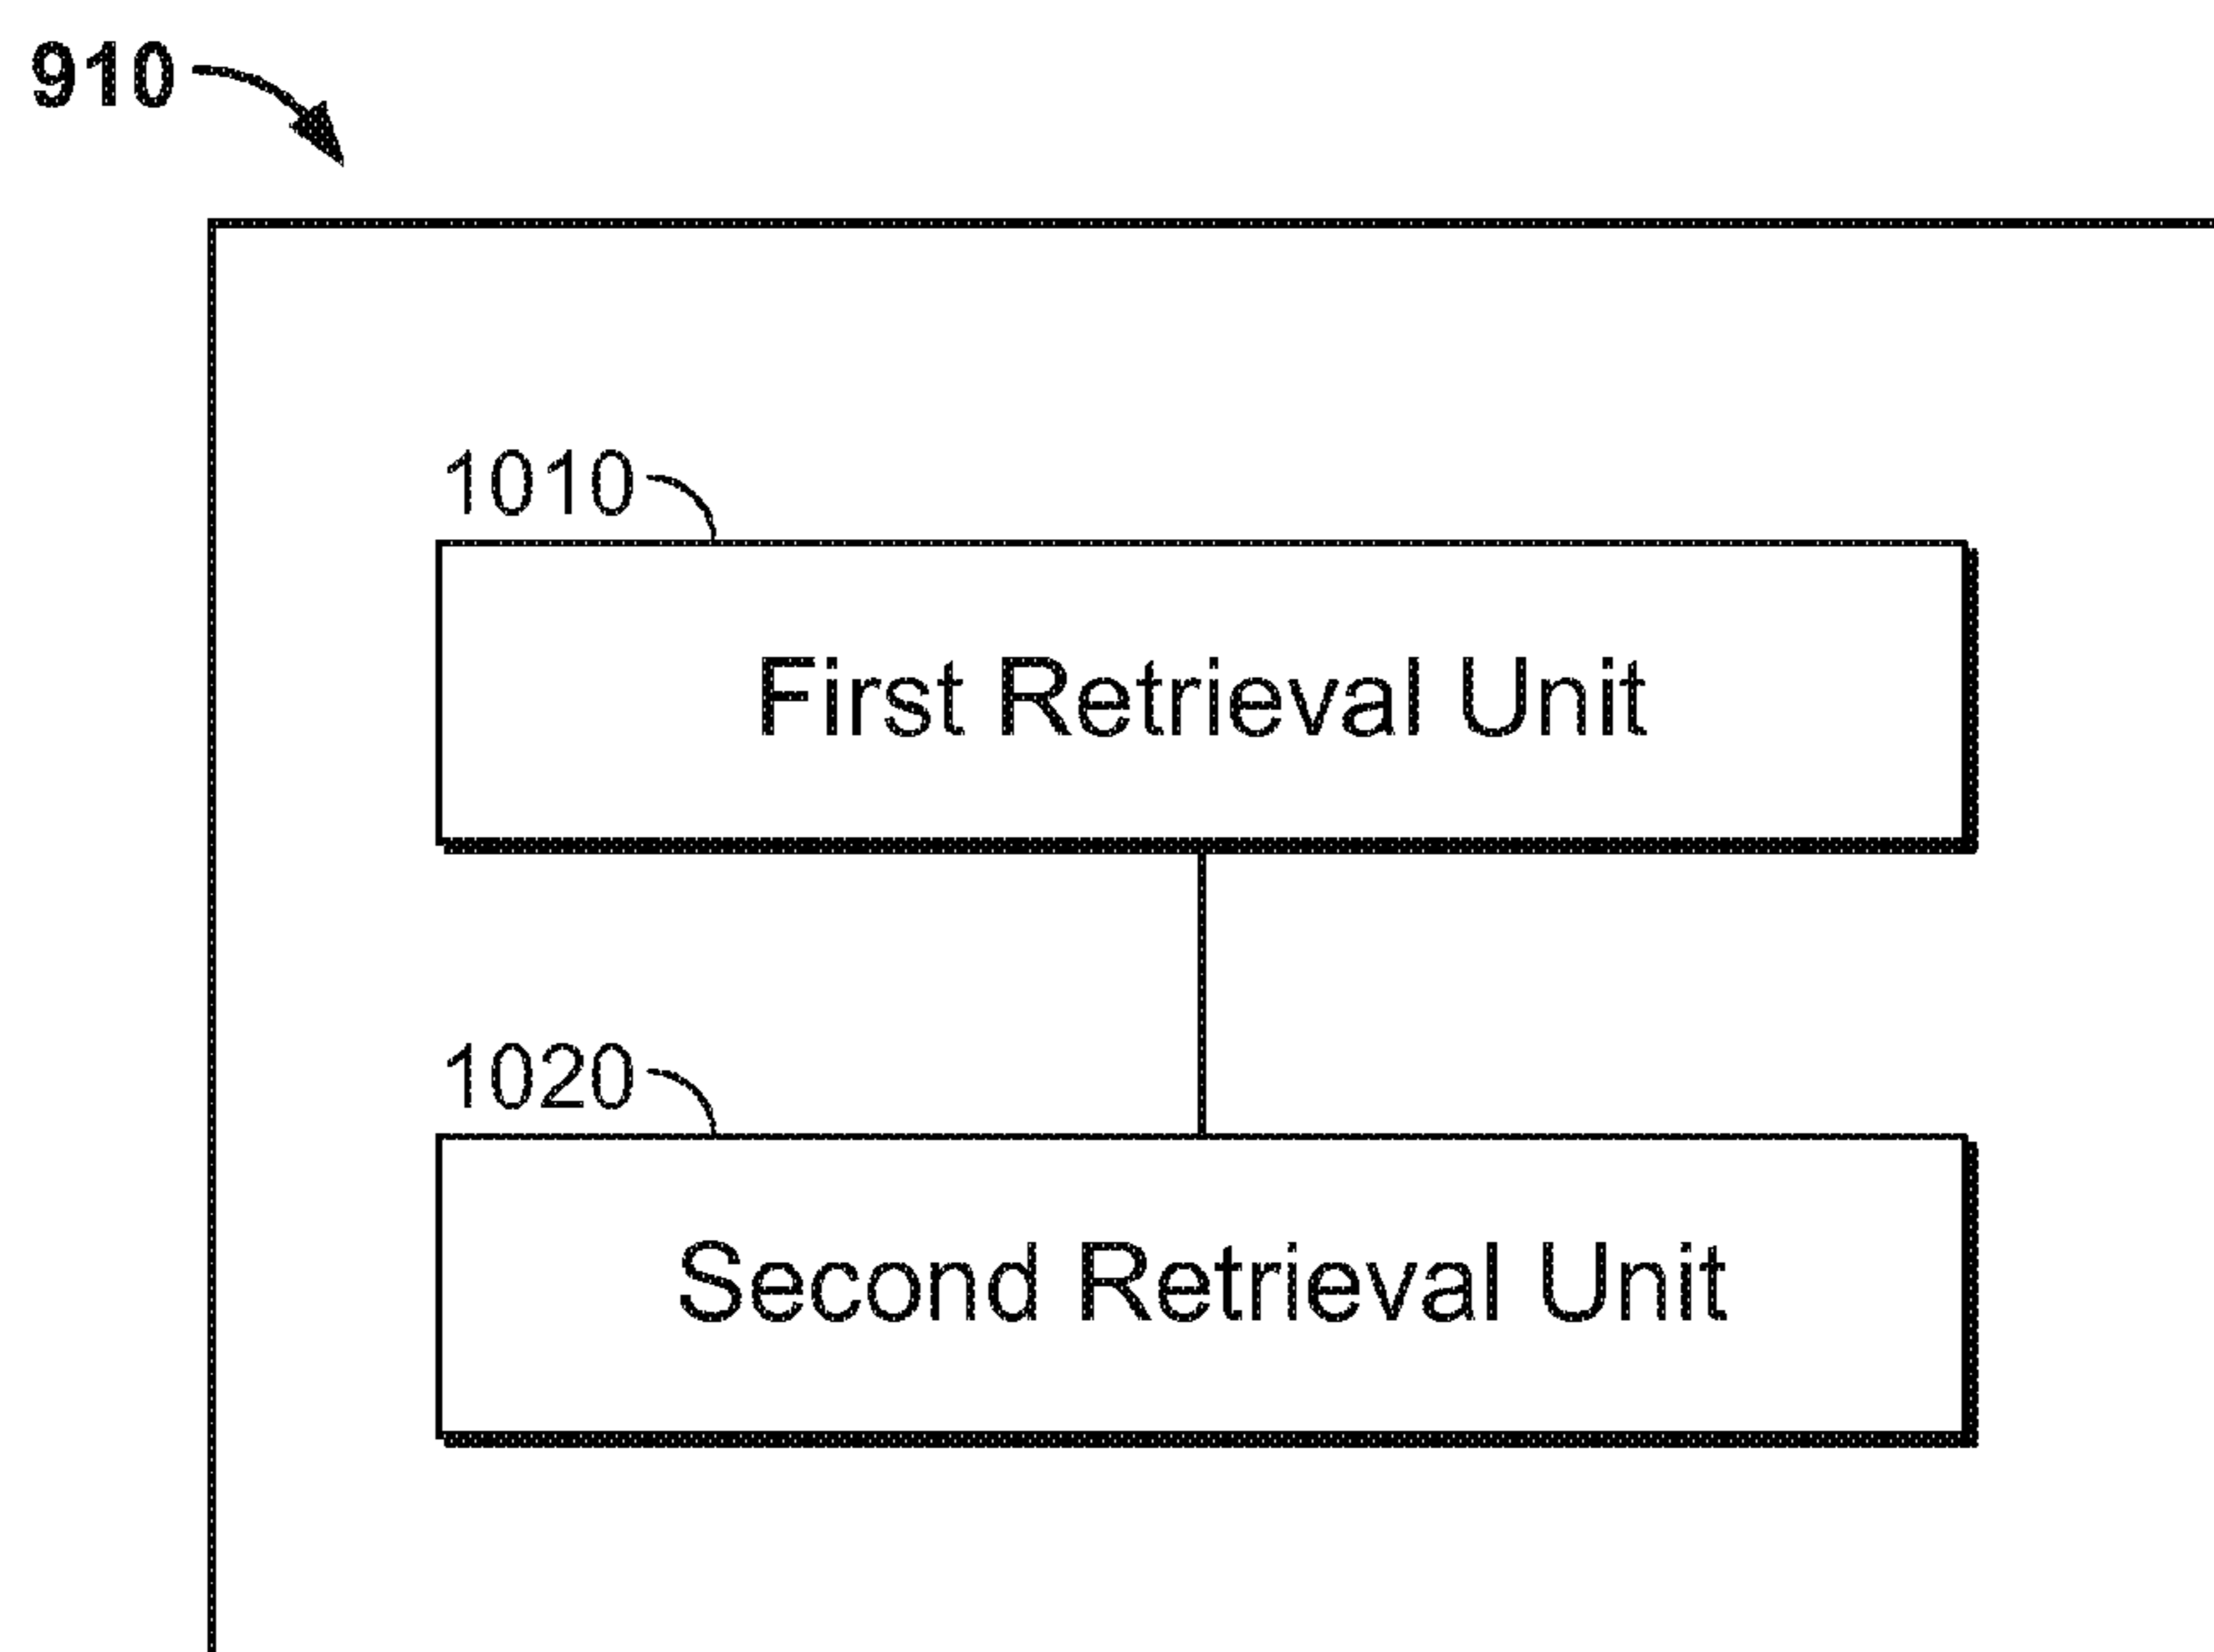 910
1010
First Retrieval Unit
1020
Second Retrieval Unit